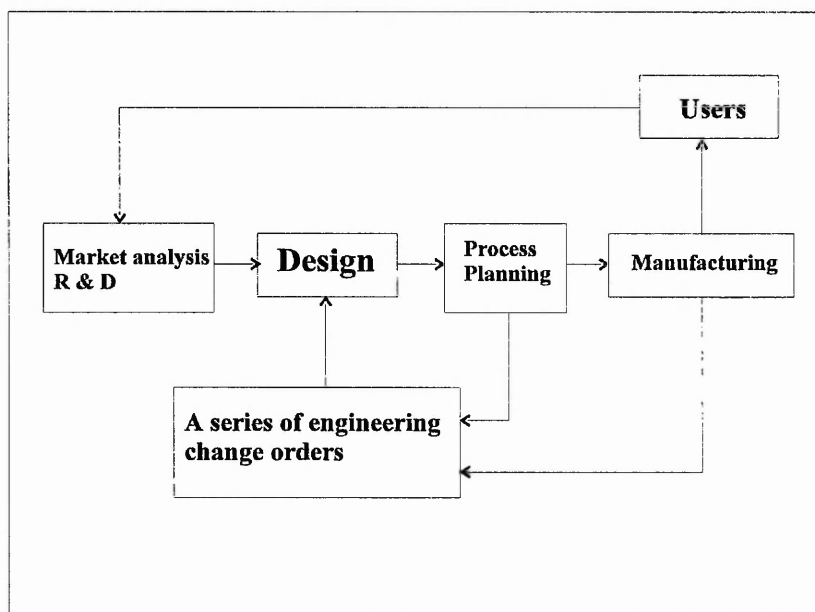 Users
Market analysis
R & D
Design
Process
Planning
Manufacturing
A series of engineering
change orders